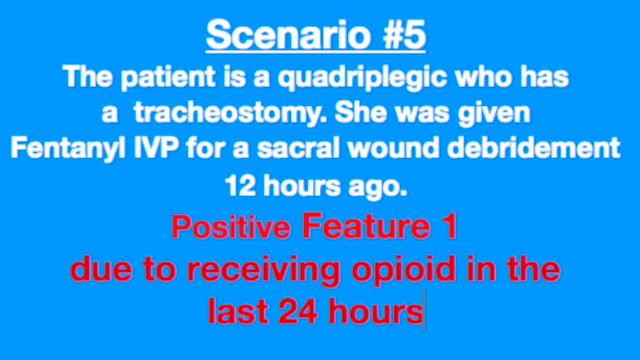 Scenario #5
The patient is a quadriplegic who has
a tracheostomy. She was given
Fentanyl IVP for a sacral wound debridement
12 hours ago.
Positive Feature 1
due to receiving opioid in the
last 24 hours